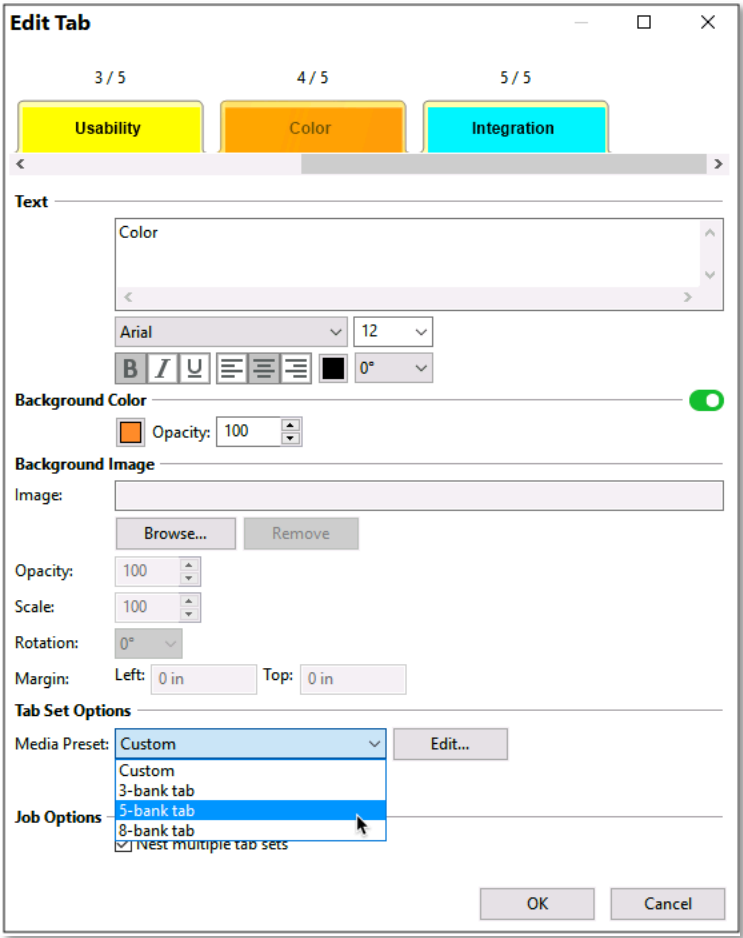 Edit Tab
3 / 5 4 / 5 5 / 5
Usability Color Integration
Text
Color
Arial 12
B I U 0°
Background Color
Opacity: 100
Background Image
Image:
Browse... Remove
Opacity: 100
Scale: 100
Rotation: 0°
Margin: Left: 0 in Top: 0 in
Tab Set Options
Media Preset: Custom Edit...
Custom
3-bank tab
5-bank tab
Job Options
8-bank tab
Nest multiple tab sets
OK Cancel